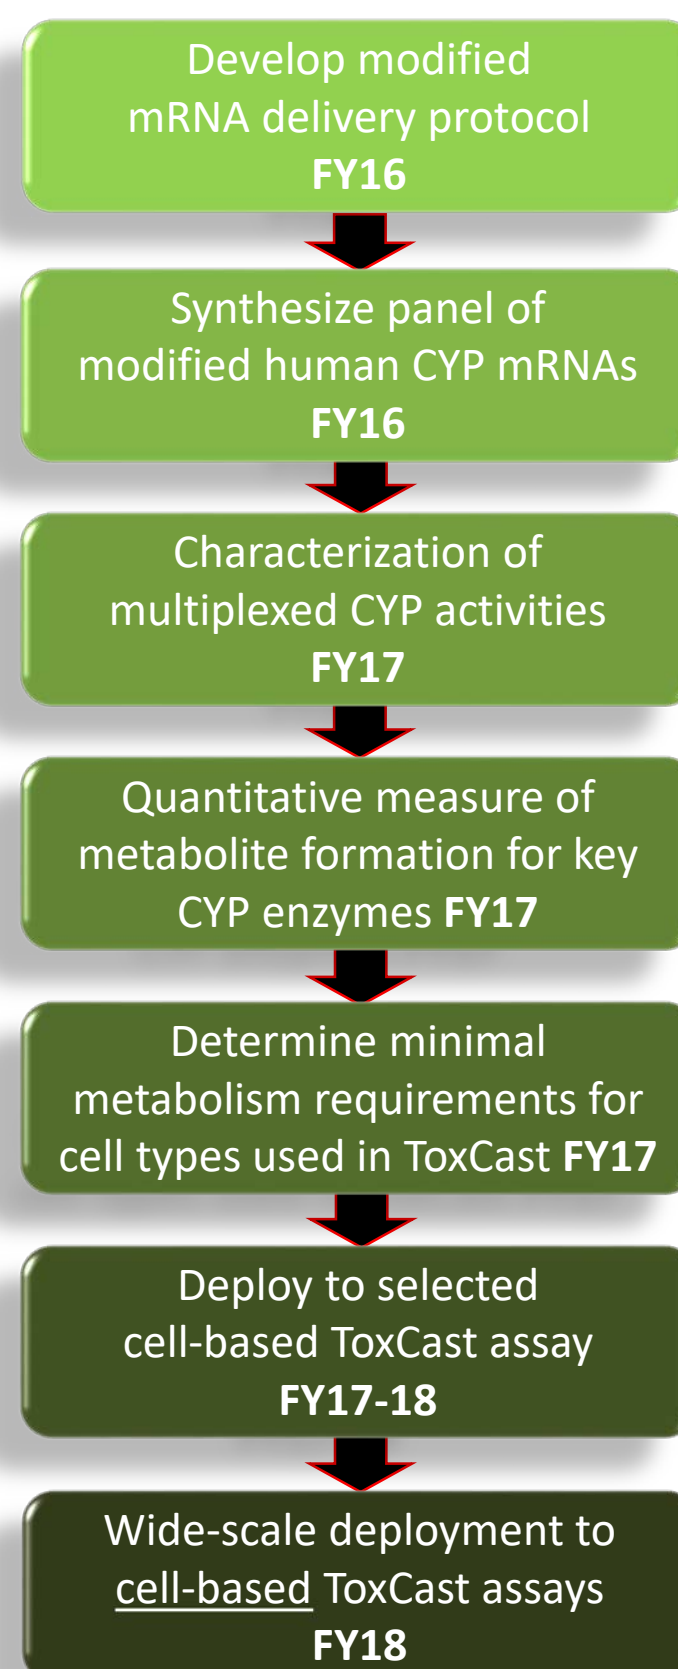 Develop modified
mRNA delivery protocol
FY16
Synthesize panel of
modified human CYP mRNAs
FY16
Characterization of
multiplexed CYP activities
FY17
Quantitative measure of
metabolite formation for key
CYP enzymes FY17
Determine minimal
metabolism requirements for
cell types used in ToxCast FY17
Deploy to selected
cell-based ToxCast assay
FY17-18
Wide-scale deployment to
cell-based ToxCast assays
FY18